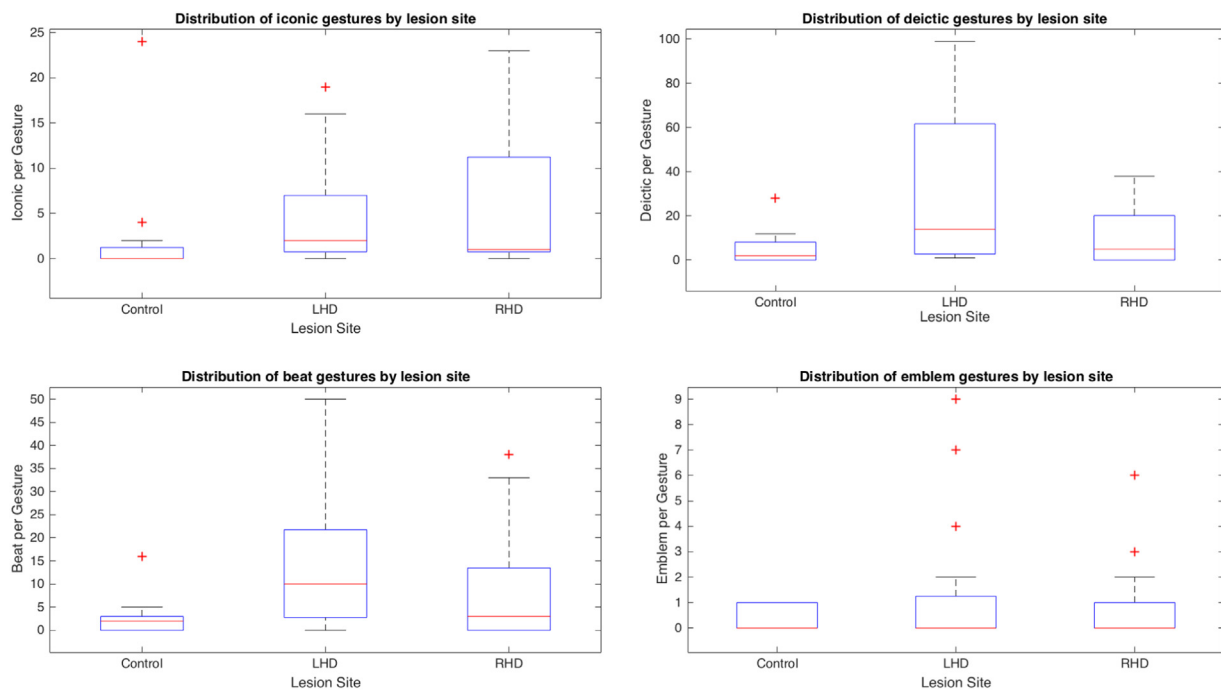 Distribution of iconic gestures by lesion site
25
20
15
10
5
0
Iconic per Gesture
Control LHD RHD
Lesion Site
Distribution of deictic gestures by lesion site
100
80
60
40
20
0
Deictic per Gesture
Control LHD RHD
Lesion Site
Distribution of beat gestures by lesion site
50
45
40
35
30
25
20
15
10
5
0
Beat per Gesture
Control LHD RHD
Lesion Site
Distribution of emblem gestures by lesion site
9
8
7
6
5
4
3
2
1
0
Emblem per Gesture
Control LHD RHD
Lesion Site